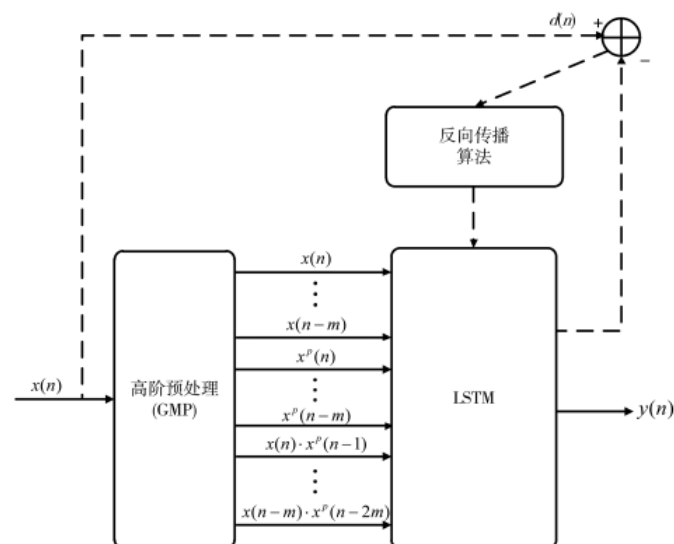 d(n)
+
−
反向传播
算法
x(n)
⋮
x(n−m)
x(n)
x^p(n)
高阶预处理
(GMP)
⋮
LSTM
x^p(n−m)
y(n)
x(n)·x^p(n−1)
⋮
x(n−m)·x^p(n−2m)